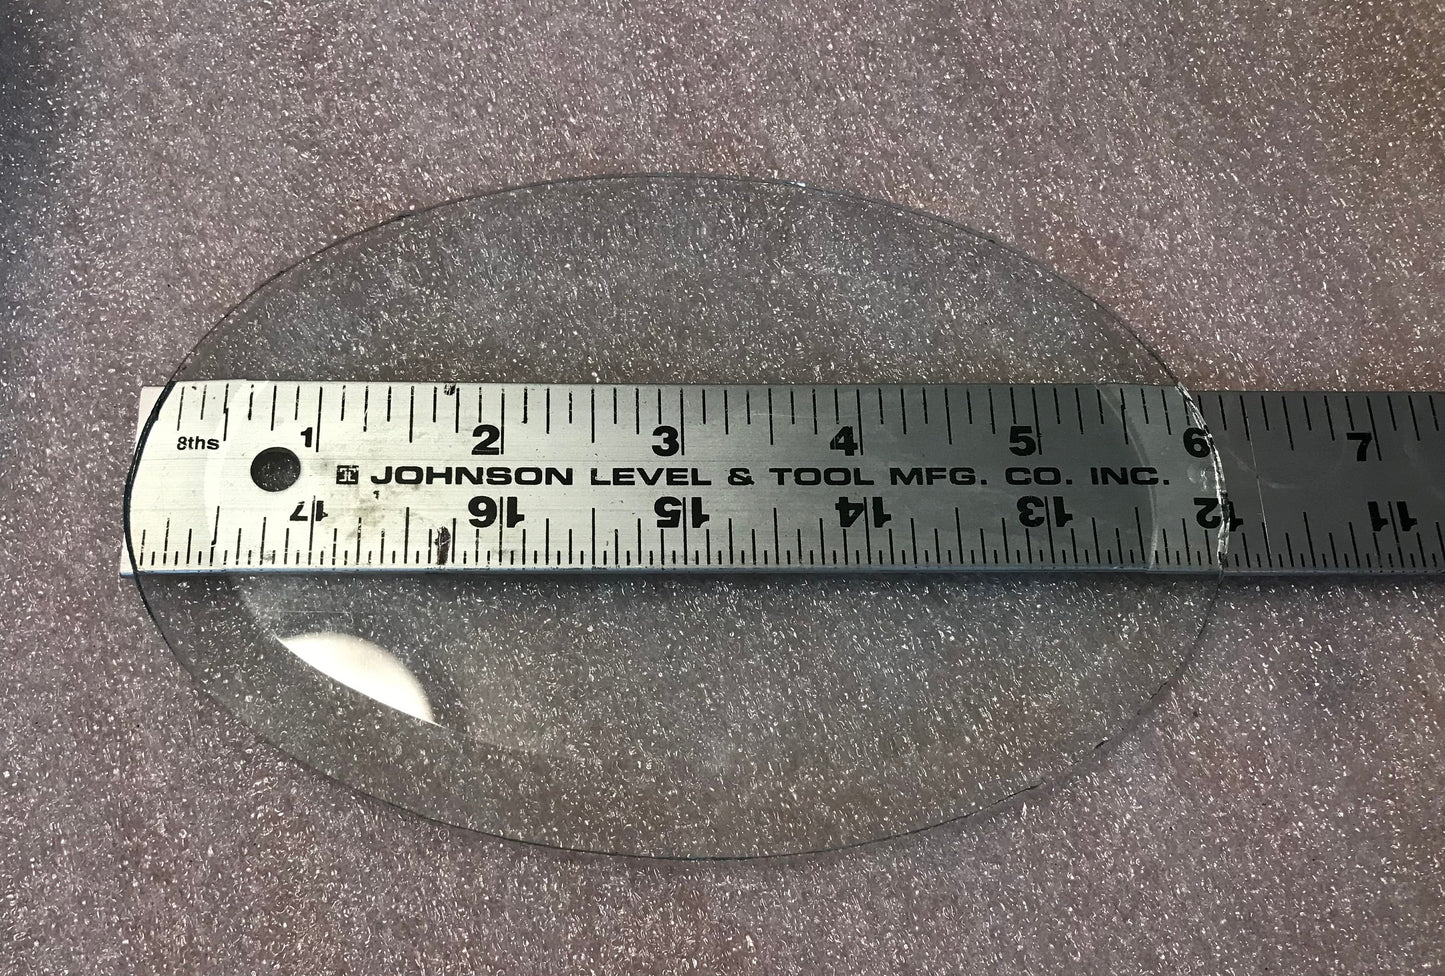 8ths 1 2 3 4 5 6 7
JOHNSON LEVEL & TOOL MFG. CO. INC.
17 16 15 14 13 12 11